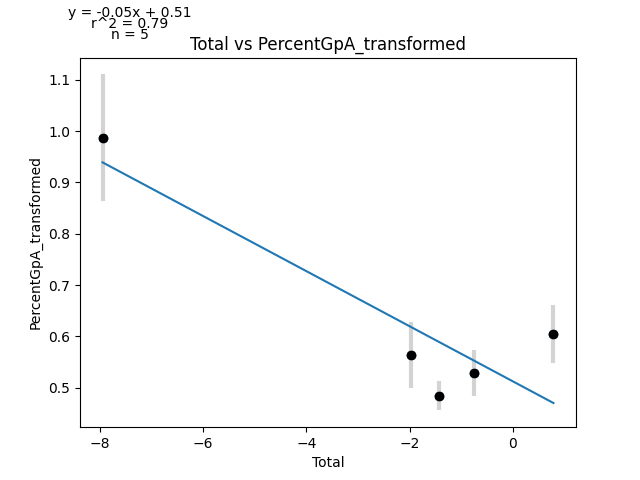 y = -0.05x + 0.51
r^2 = 0.79
n = 5
Total vs PercentGpA_transformed
PercentGpA_transformed
1.1
1.0
0.9
0.8
0.7
0.6
0.5
−8 −6 −4 −2 0
Total